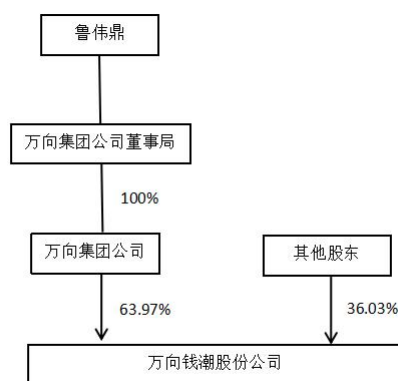 鲁伟鼎
万向集团公司董事局
100%
万向集团公司
其他股东
63.97%
36.03%
万向钱潮股份公司